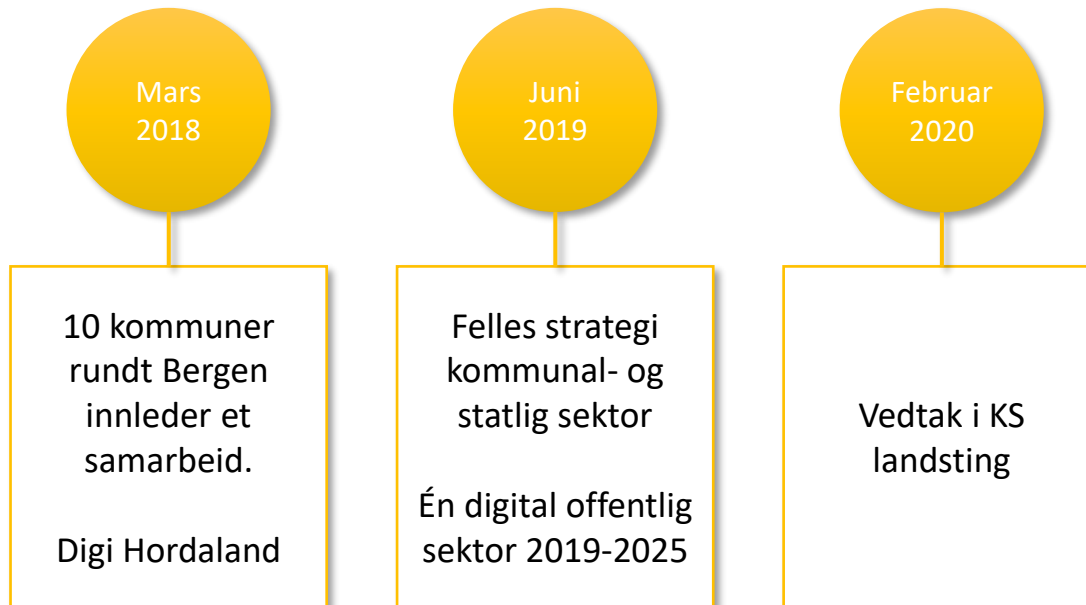 Mars
2018
10 kommuner
rundt Bergen
innleder et
samarbeid.
Digi Hordaland
Juni
2019
Felles strategi
kommunal- og
statlig sektor
Én digital offentlig
sektor 2019-2025
Februar
2020
Vedtak i KS
landsting